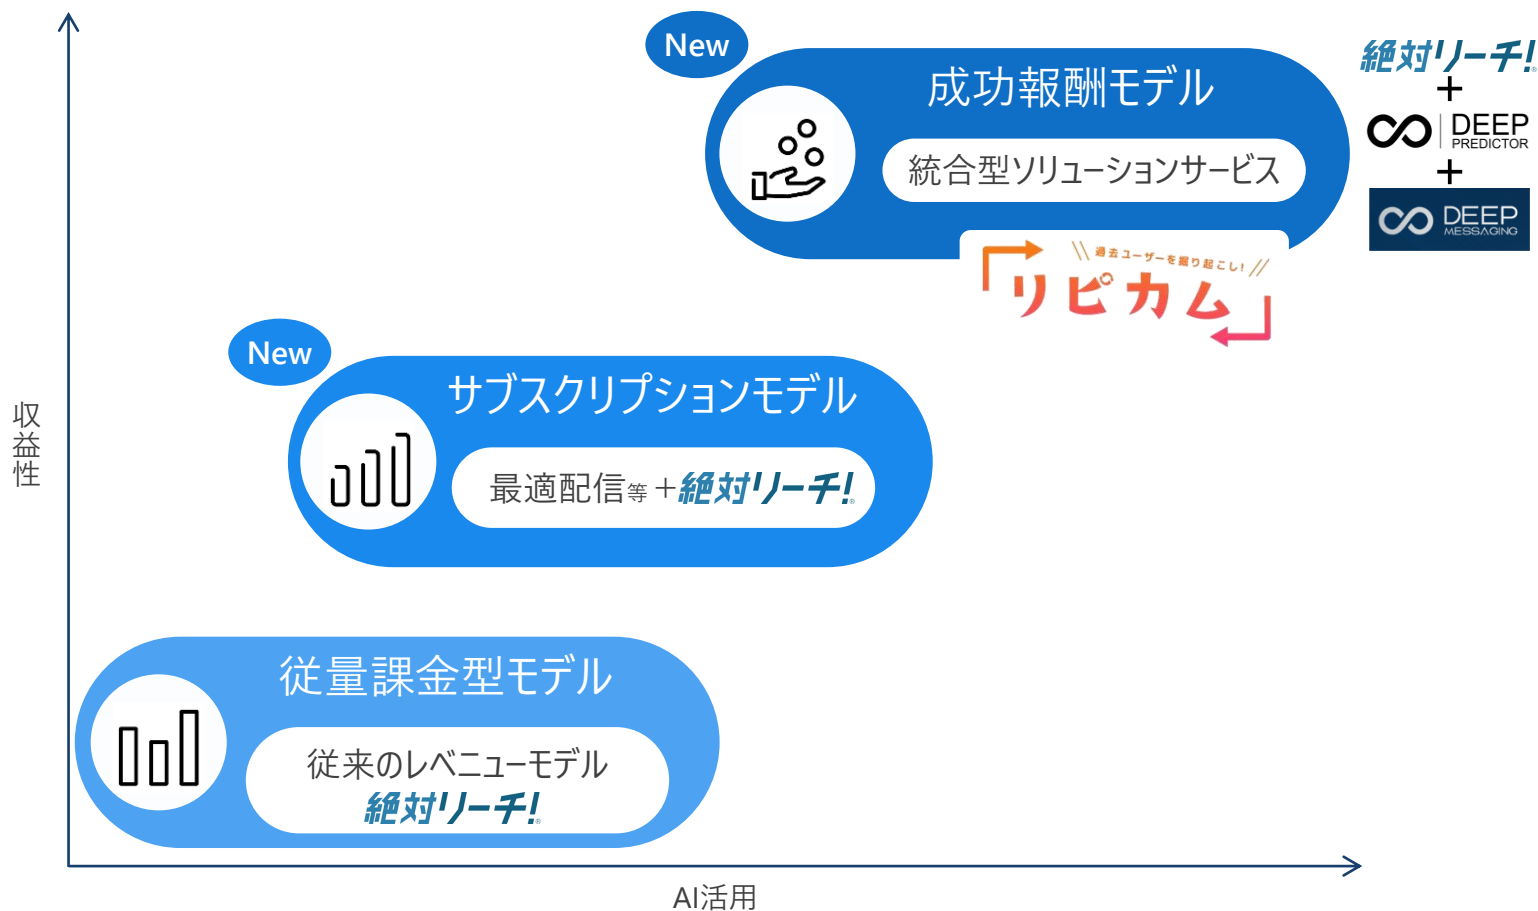 New
成功報酬モデル
統合型ソリューションサービス
過去ユーザーを掘り起こし!
リピカム
絶対リーチ!
+
DEEP
PREDICTOR
+
DEEP
MESSAGING
New
サブスクリプションモデル
最適配信等+絶対リーチ!
収益性
従量課金型モデル
従来のレベニューモデル
絶対リーチ!
AI活用